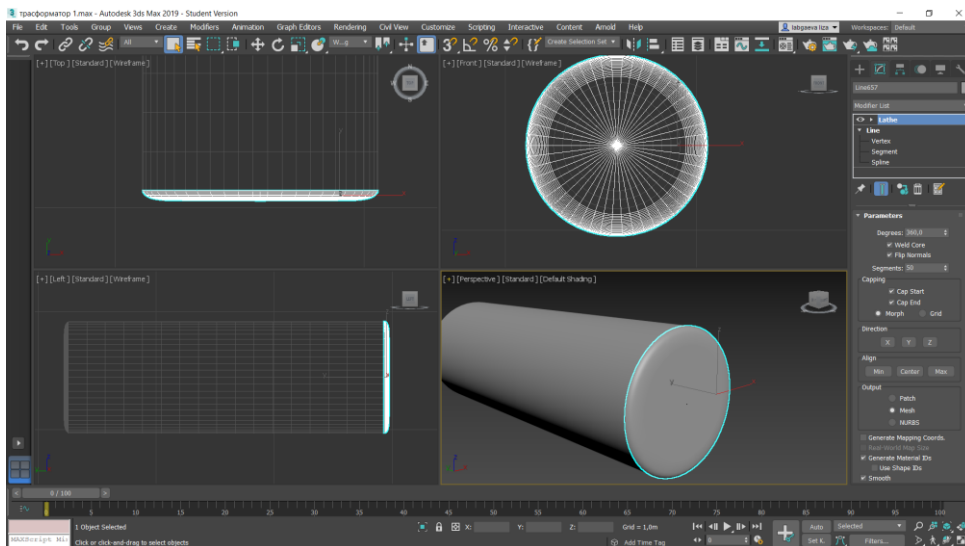 трасформатор 1.max - Autodesk 3ds Max 2019 - Student Version
File Edit Tools Group Views Create Modifiers Animation Graph Editors Rendering Civil View Customize Scripting Interactive Content Arnold Help
labgaeva liza Workspaces: Default
All Create Selection Set
[+] [Top] [Standard] [Wireframe]
[+] [Front] [Standard] [Wireframe]
Line657
Modifier List
Lathe
Line
Vertex
Segment
Spline
Parameters
Degrees: 360,0
Weld Core
Flip Normals
Segments: 50
[+] [Left] [Standard] [Wireframe]
[+] [Perspective] [Standard] [Default Shading]
Capping
Cap Start
Cap End
Morph Grid
Direction
X Y Z
Align
Min Center Max
Output
Patch
Mesh
NURBS
Generate Mapping Coords.
Real-World Map Size
Generate Material IDs
Use Shape IDs
Smooth
0 / 100
0 5 10 15 20 25 30 35 40 45 50 55 60 65 70 75 80 85 90 95 100
1 Object Selected
X: Y: Z: Grid = 1,0m
Auto Selected
MAXScript Mi
Click or click-and-drag to select objects
Add Time Tag
0
Set K. Filters...